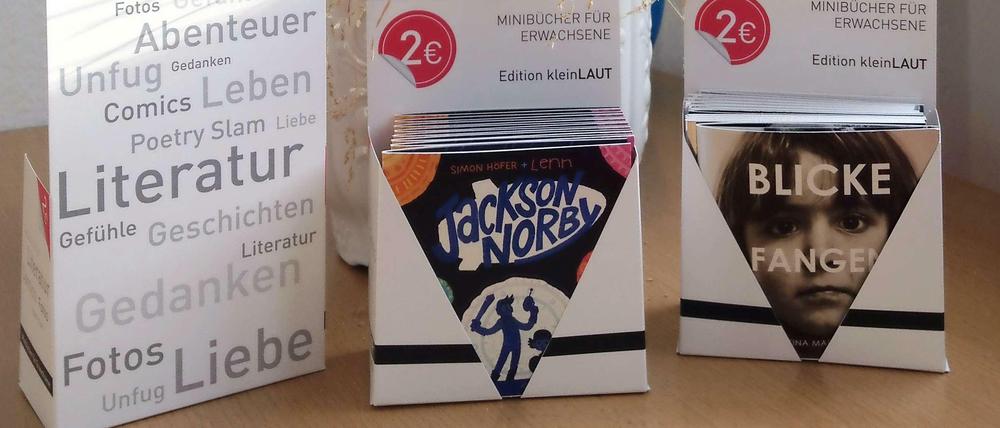 Fotos
Abenteuer
Unfug Gedanken
Comics Leben
Poetry Slam Liebe
Literatur
Gefühle Geschichten
Literatur
Gedanken
Fotos Liebe
Unfug
2€
MINIBÜCHER FÜR
ERWACHSENE
Edition kleinLAUT
SIMON HÖFER + Lenn
JACKSON
NORBY
2€
MINIBÜCHER FÜR
ERWACHSENE
Edition kleinLAUT
BLICKE
FANGEN